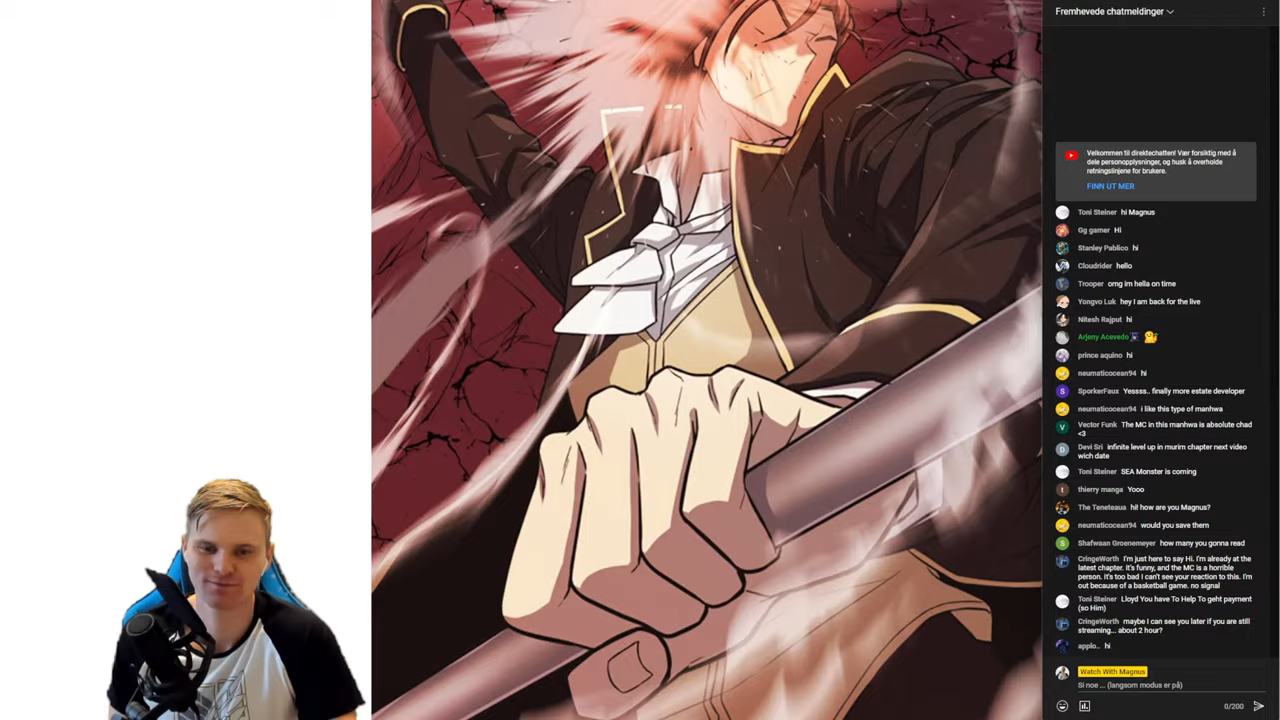 Fremhevede chatmeldinger
Velkommen til direktechatten! Vær forsiktig med å
dele personopplysninger, og husk å overholde
retningslinjene for brukere.
FINN UT MER
Toni Steiner hi Magnus
Gg gamer Hi
Stanley Pablico hi
Cloudrider hello
Trooper omg im hella on time
Yongvo Luk hey I am back for the live
Nitesh Rajput hi
Arjeny Acevedo
prince aquino hi
neumaticocean94 hi
S SporkerFaux Yessss.. finally more estate developer
neumaticocean94 i like this type of manhwa
V Vector Funk The MC in this manhwa is absolute chad
<3
Devi Sri infinite level up in murim chapter next video
wich date
Toni Steiner SEA Monster is coming
t thierry manga Yooo
The Teneteaua hi! how are you Magnus?
neumaticocean94 would you save them
S Shafwaan Groenemeyer how many you gonna read
CringeWorth I'm just here to say Hi. I'm already at the
latest chapter. It's funny, and the MC is a horrible
person. It's too bad I can't see your reaction to this. I'm
out because of a basketball game. no signal
Toni Steiner Lloyd You have To Help To geht payment
(so Him)
CringeWorth maybe I can see you later if you are still
streaming... about 2 hour?
applo.. hi
Watch With Magnus
Si noe ... (langsom modus er på)
0/200